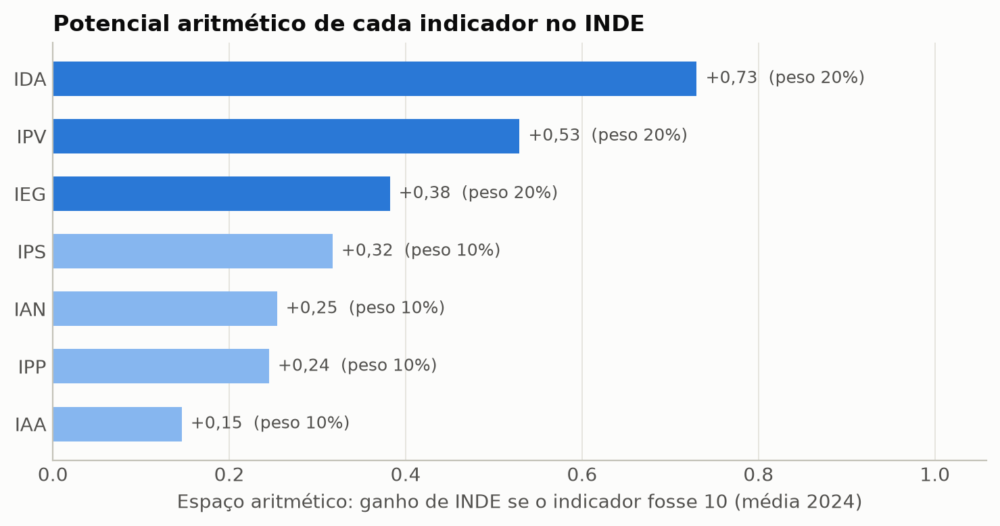 Potencial aritmético de cada indicador no INDE
IDA +0,73 (peso 20%)
IPV +0,53 (peso 20%)
IEG +0,38 (peso 20%)
IPS +0,32 (peso 10%)
IAN +0,25 (peso 10%)
IPP +0,24 (peso 10%)
IAA +0,15 (peso 10%)
0.0 0.2 0.4 0.6 0.8 1.0
Espaço aritmético: ganho de INDE se o indicador fosse 10 (média 2024)